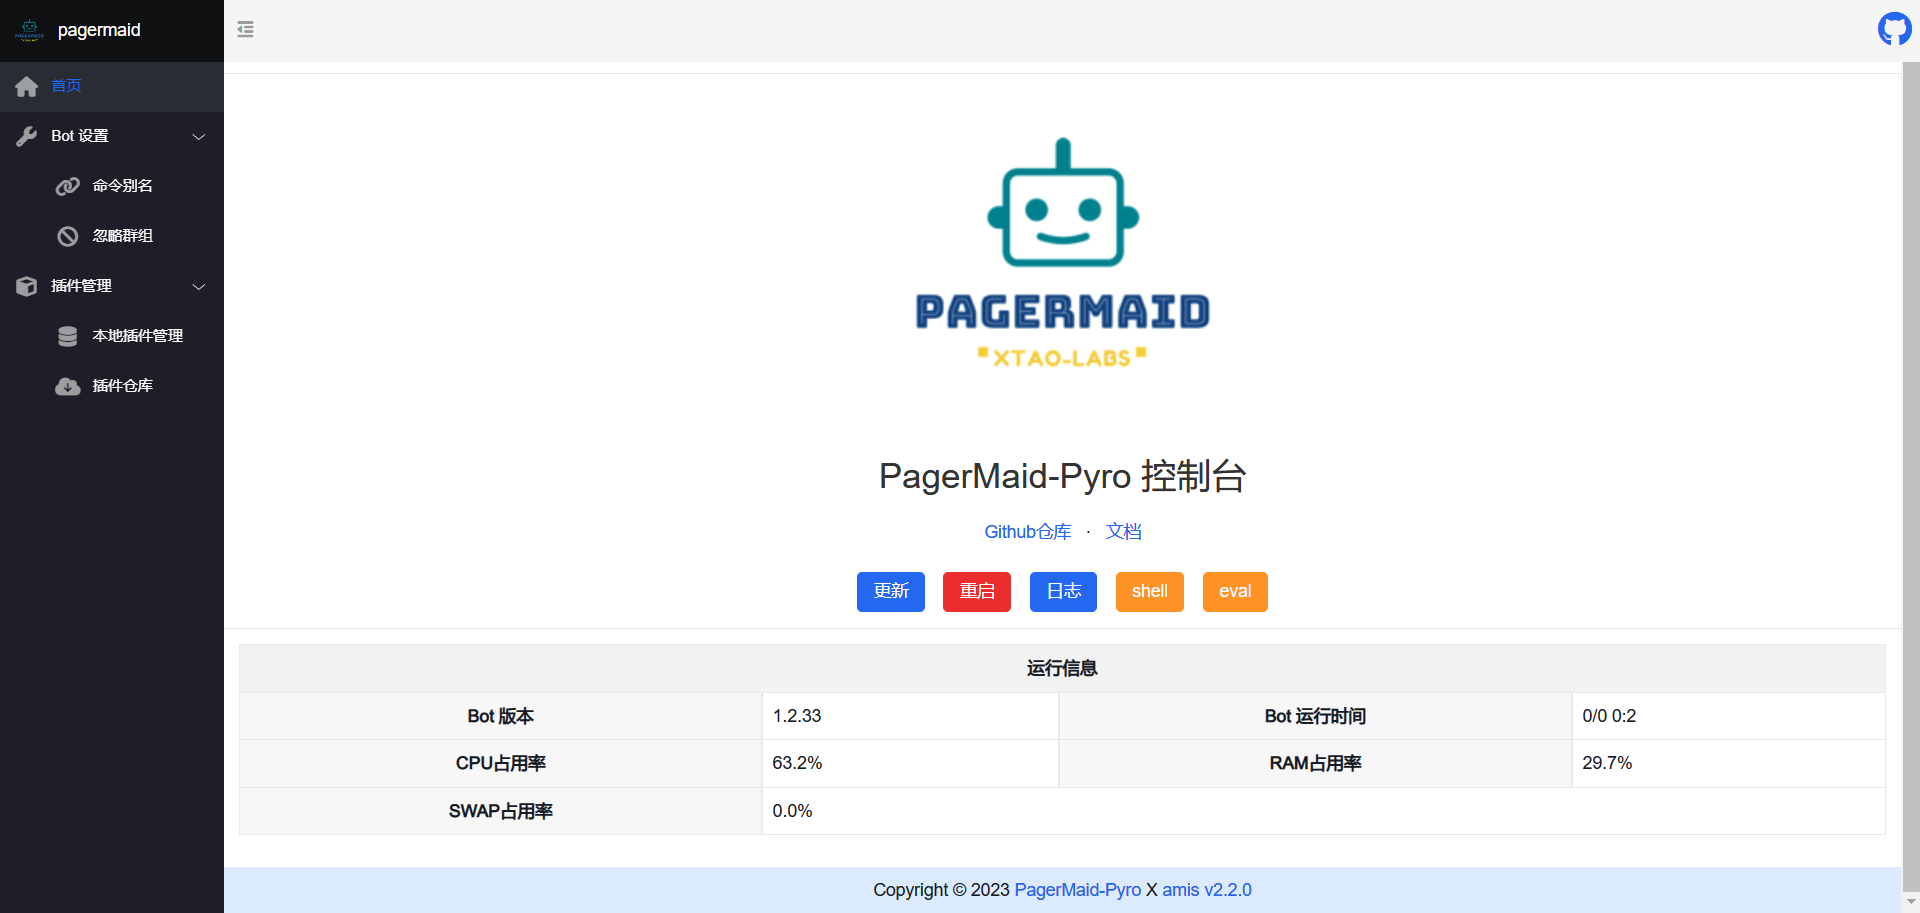 pagermaid
首页
Bot 设置
命令别名
忽略群组
插件管理
本地插件管理
插件仓库
PAGERMAID
XTAO-LABS
PagerMaid-Pyro 控制台
Github仓库 · 文档
更新 重启 日志 shell eval
运行信息
Bot 版本 1.2.33 Bot 运行时间 0/0 0:2
CPU占用率 63.2% RAM占用率 29.7%
SWAP占用率 0.0%
Copyright © 2023 PagerMaid-Pyro X amis v2.2.0